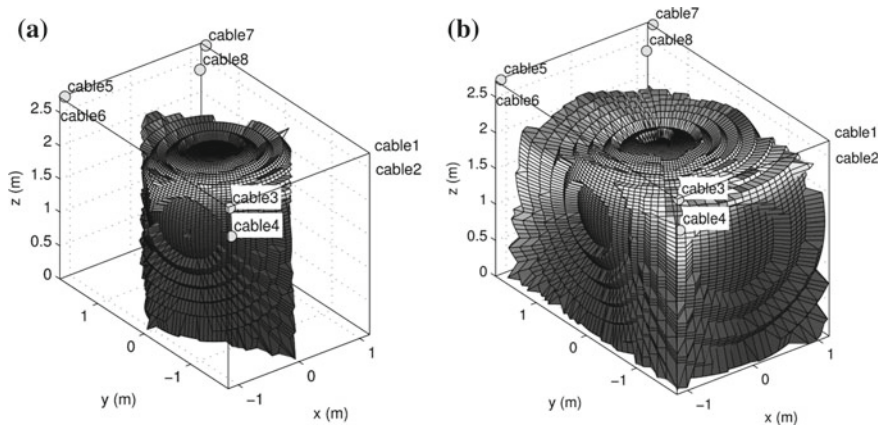 (a)
cable7
cable8
cable5
cable6
cable1
cable2
cable3
cable4
2.5
2
1.5
1
0.5
0
z (m)
1
0
−1
y (m)
−1
0
1
x (m)
(b)
cable7
cable8
cable5
cable6
cable1
cable2
cable3
cable4
2.5
2
1.5
1
0.5
0
z (m)
1
0
−1
y (m)
−1
0
1
x (m)